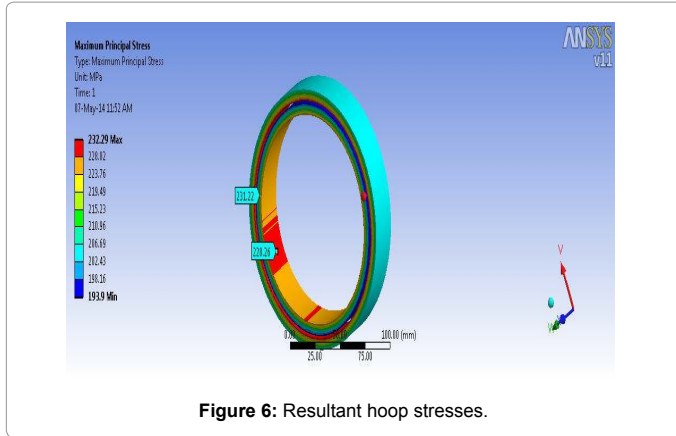 Maximum Principal Stress
Type: Maximum Principal Stress
Unit: MPa
Time: 1
07-May-14 11:52 AM
ANSYS
v11
232.29 Max
228.02
223.76
219.49
215.23
210.96
206.69
202.43
198.16
193.9 Min
231.22
228.26
0.00
100.00 (mm)
25.00
75.00
V
W
Figure 6: Resultant hoop stresses.